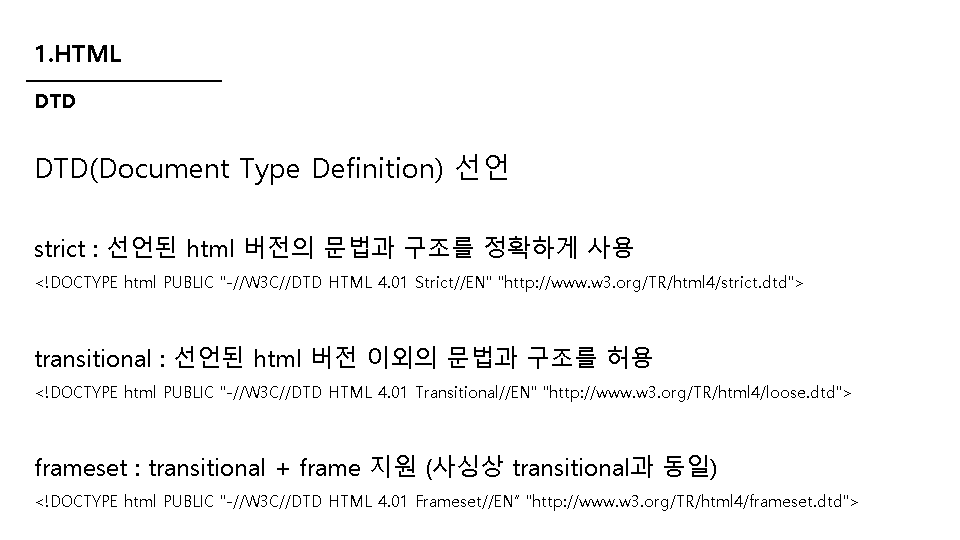 1.HTML
DTD
DTD(Document Type Definition) 선언
strict : 선언된 html 버전의 문법과 구조를 정확하게 사용
<!DOCTYPE html PUBLIC "-//W3C//DTD HTML 4.01 Strict//EN" "http://www.w3.org/TR/html4/strict.dtd">
transitional : 선언된 html 버전 이외의 문법과 구조를 허용
<!DOCTYPE html PUBLIC "-//W3C//DTD HTML 4.01 Transitional//EN" "http://www.w3.org/TR/html4/loose.dtd">
frameset : transitional + frame 지원 (사싱상 transitional과 동일)
<!DOCTYPE html PUBLIC "-//W3C//DTD HTML 4.01 Frameset//EN” "http://www.w3.org/TR/html4/frameset.dtd">